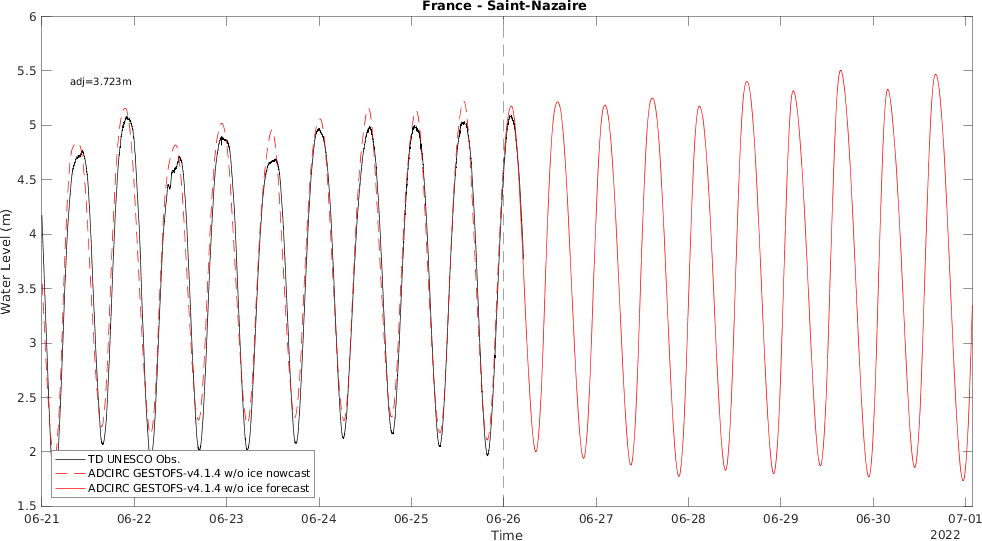 France - Saint-Nazaire
6
5.5
adj=3.723m
5
4.5
4
Water Level (m)
3.5
3
2.5
2
TD UNESCO Obs.
ADCIRC GESTOFS-v4.1.4 w/o ice nowcast
ADCIRC GESTOFS-v4.1.4 w/o ice forecast
1.5
06-21 06-22 06-23 06-24 06-25 06-26 06-27 06-28 06-29 06-30 07-01
Time
2022